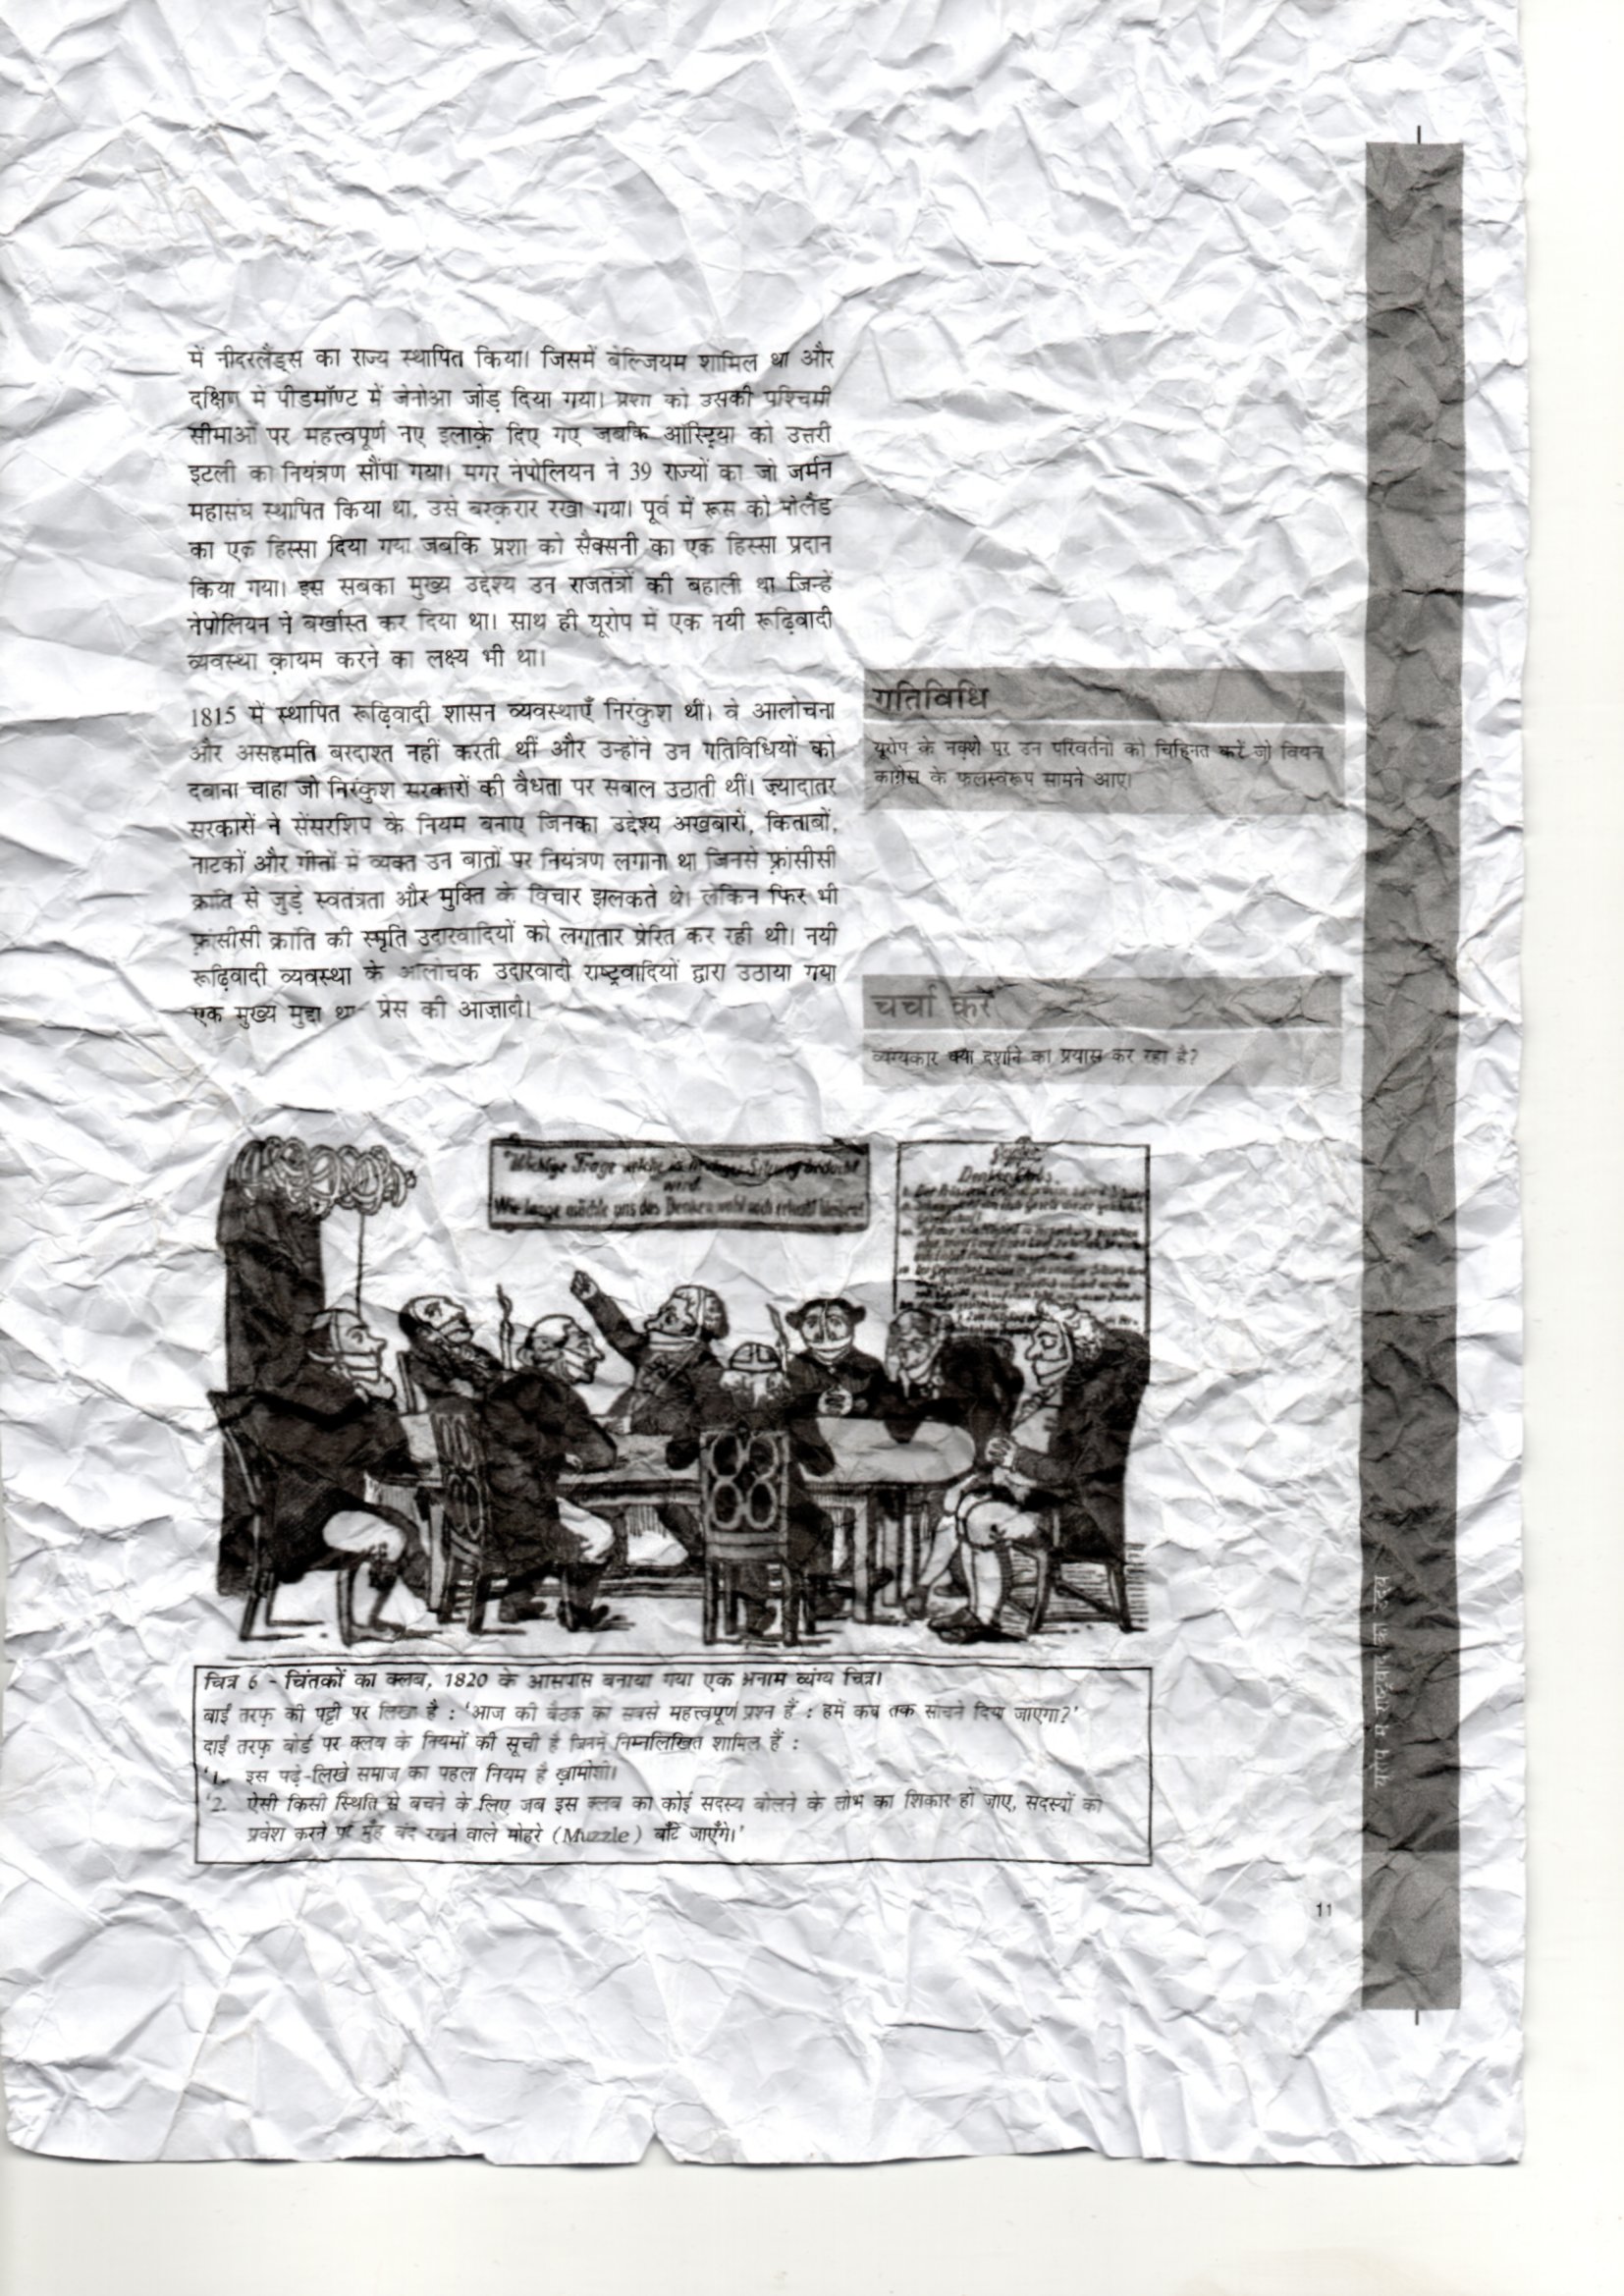 में नीदरलैंड्स का राज्य स्थापित किया। जिसमें बेल्जियम शामिल था और
दक्षिण में पीडमॉण्ट में जेनोआ जोड़ दिया गया। प्रशा को उसकी पश्चिमी
सीमाओं पर महत्त्वपूर्ण नए इलाक़े दिए गए जबकि ऑस्ट्रिया को उत्तरी
इटली का नियंत्रण सौंपा गया। मगर नेपोलियन ने 39 राज्यों का जो जर्मन
महासंघ स्थापित किया था, उसे बरक़रार रखा गया। पूर्व में रूस को पोलैंड
का एक हिस्सा दिया गया जबकि प्रशा को सैक्सनी का एक हिस्सा प्रदान
किया गया। इस सबका मुख्य उद्देश्य उन राजतंत्रों की बहाली था जिन्हें
नेपोलियन ने बर्खास्त कर दिया था। साथ ही यूरोप में एक नयी रूढ़िवादी
व्यवस्था क़ायम करने का लक्ष्य भी था।
1815 में स्थापित रूढ़िवादी शासन व्यवस्थाएँ निरंकुश थीं। वे आलोचना
और असहमति बरदाश्त नहीं करती थीं और उन्होंने उन गतिविधियों को
दबाना चाहा जो निरंकुश सरकारों की वैधता पर सवाल उठाती थीं। ज़्यादातर
सरकारों ने सेंसरशिप के नियम बनाए जिनका उद्देश्य अख़बारों, किताबों,
नाटकों और गीतों में व्यक्त उन बातों पर नियंत्रण लगाना था जिनसे फ़्रांसीसी
क्रांति से जुड़े स्वतंत्रता और मुक्ति के विचार झलकते थे। लेकिन फिर भी
फ़्रांसीसी क्रांति की स्मृति उदारवादियों को लगातार प्रेरित कर रही थी। नयी
रूढ़िवादी व्यवस्था के आलोचक उदारवादी राष्ट्रवादियों द्वारा उठाया गया
एक मुख्य मुद्दा था- प्रेस की आज़ादी।
गतिविधि
यूरोप के नक़्शे पर उन परिवर्तनों को चिह्नित करें जो वियना
कांग्रेस के फलस्वरूप सामने आए।
चर्चा करें
व्यंग्यकार क्या दर्शाने का प्रयास कर रहा है?
Wichtige Frage welche in heutiger Sitzung bedacht
wird
Wie lange möchte uns das Denken wohl noch erlaubt bleiben?
चित्र 6 - चिंतकों का क्लब, 1820 के आसपास बनाया गया एक अनाम व्यंग्य चित्र।
बाईं तरफ़ की पट्टी पर लिखा है : 'आज की बैठक का सबसे महत्त्वपूर्ण प्रश्न हैं : हमें कब तक सोचने दिया जाएगा?'
दाईं तरफ़ बोर्ड पर क्लब के नियमों की सूची है जिनमें निम्नलिखित शामिल हैं :
'1. इस पढ़े-लिखे समाज का पहला नियम है ख़ामोशी।
'2. ऐसी किसी स्थिति से बचने के लिए जब इस क्लब का कोई सदस्य बोलने के लोभ का शिकार हो जाए, सदस्यों को
प्रवेश करने पर मुँह बंद रखने वाले मोहरे (Muzzle) बाँटे जाएँगे।'
यूरोप में राष्ट्रवाद का उदय
11